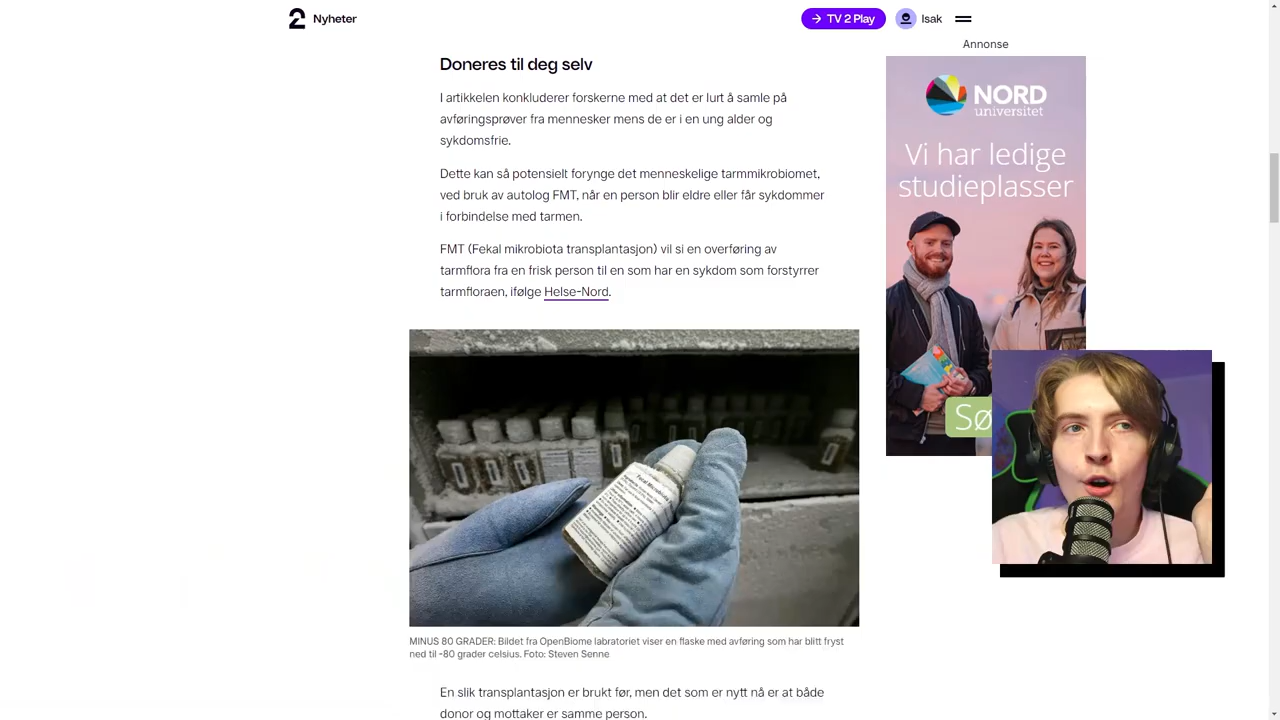 2 Nyheter
→ TV 2 Play
Isak
Annonse
Doneres til deg selv
I artikkelen konkluderer forskerne med at det er lurt å samle på
avføringsprøver fra mennesker mens de er i en ung alder og
sykdomsfrie.
Dette kan så potensielt forynge det menneskelige tarmmikrobiomet,
ved bruk av autolog FMT, når en person blir eldre eller får sykdommer
i forbindelse med tarmen.
FMT (Fekal mikrobiota transplantasjon) vil si en overføring av
tarmflora fra en frisk person til en som har en sykdom som forstyrrer
tarmfloraen, ifølge Helse-Nord.
NORD
universitet
Vi har ledige
studieplasser
Sø
Fecal Microbiota
MINUS 80 GRADER: Bildet fra OpenBiome labratoriet viser en flaske med avføring som har blitt fryst
ned til -80 grader celsius. Foto: Steven Senne
En slik transplantasjon er brukt før, men det som er nytt nå er at både
donor og mottaker er samme person.